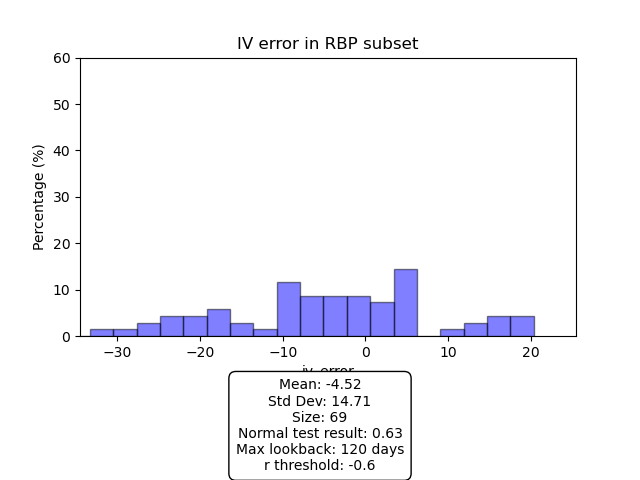 IV error in RBP subset
60
50
40
30
20
10
0
Percentage (%)
−30
−20
−10
0
10
20
iv_error
Mean: -4.52
Std Dev: 14.71
Size: 69
Normal test result: 0.63
Max lookback: 120 days
r threshold: -0.6